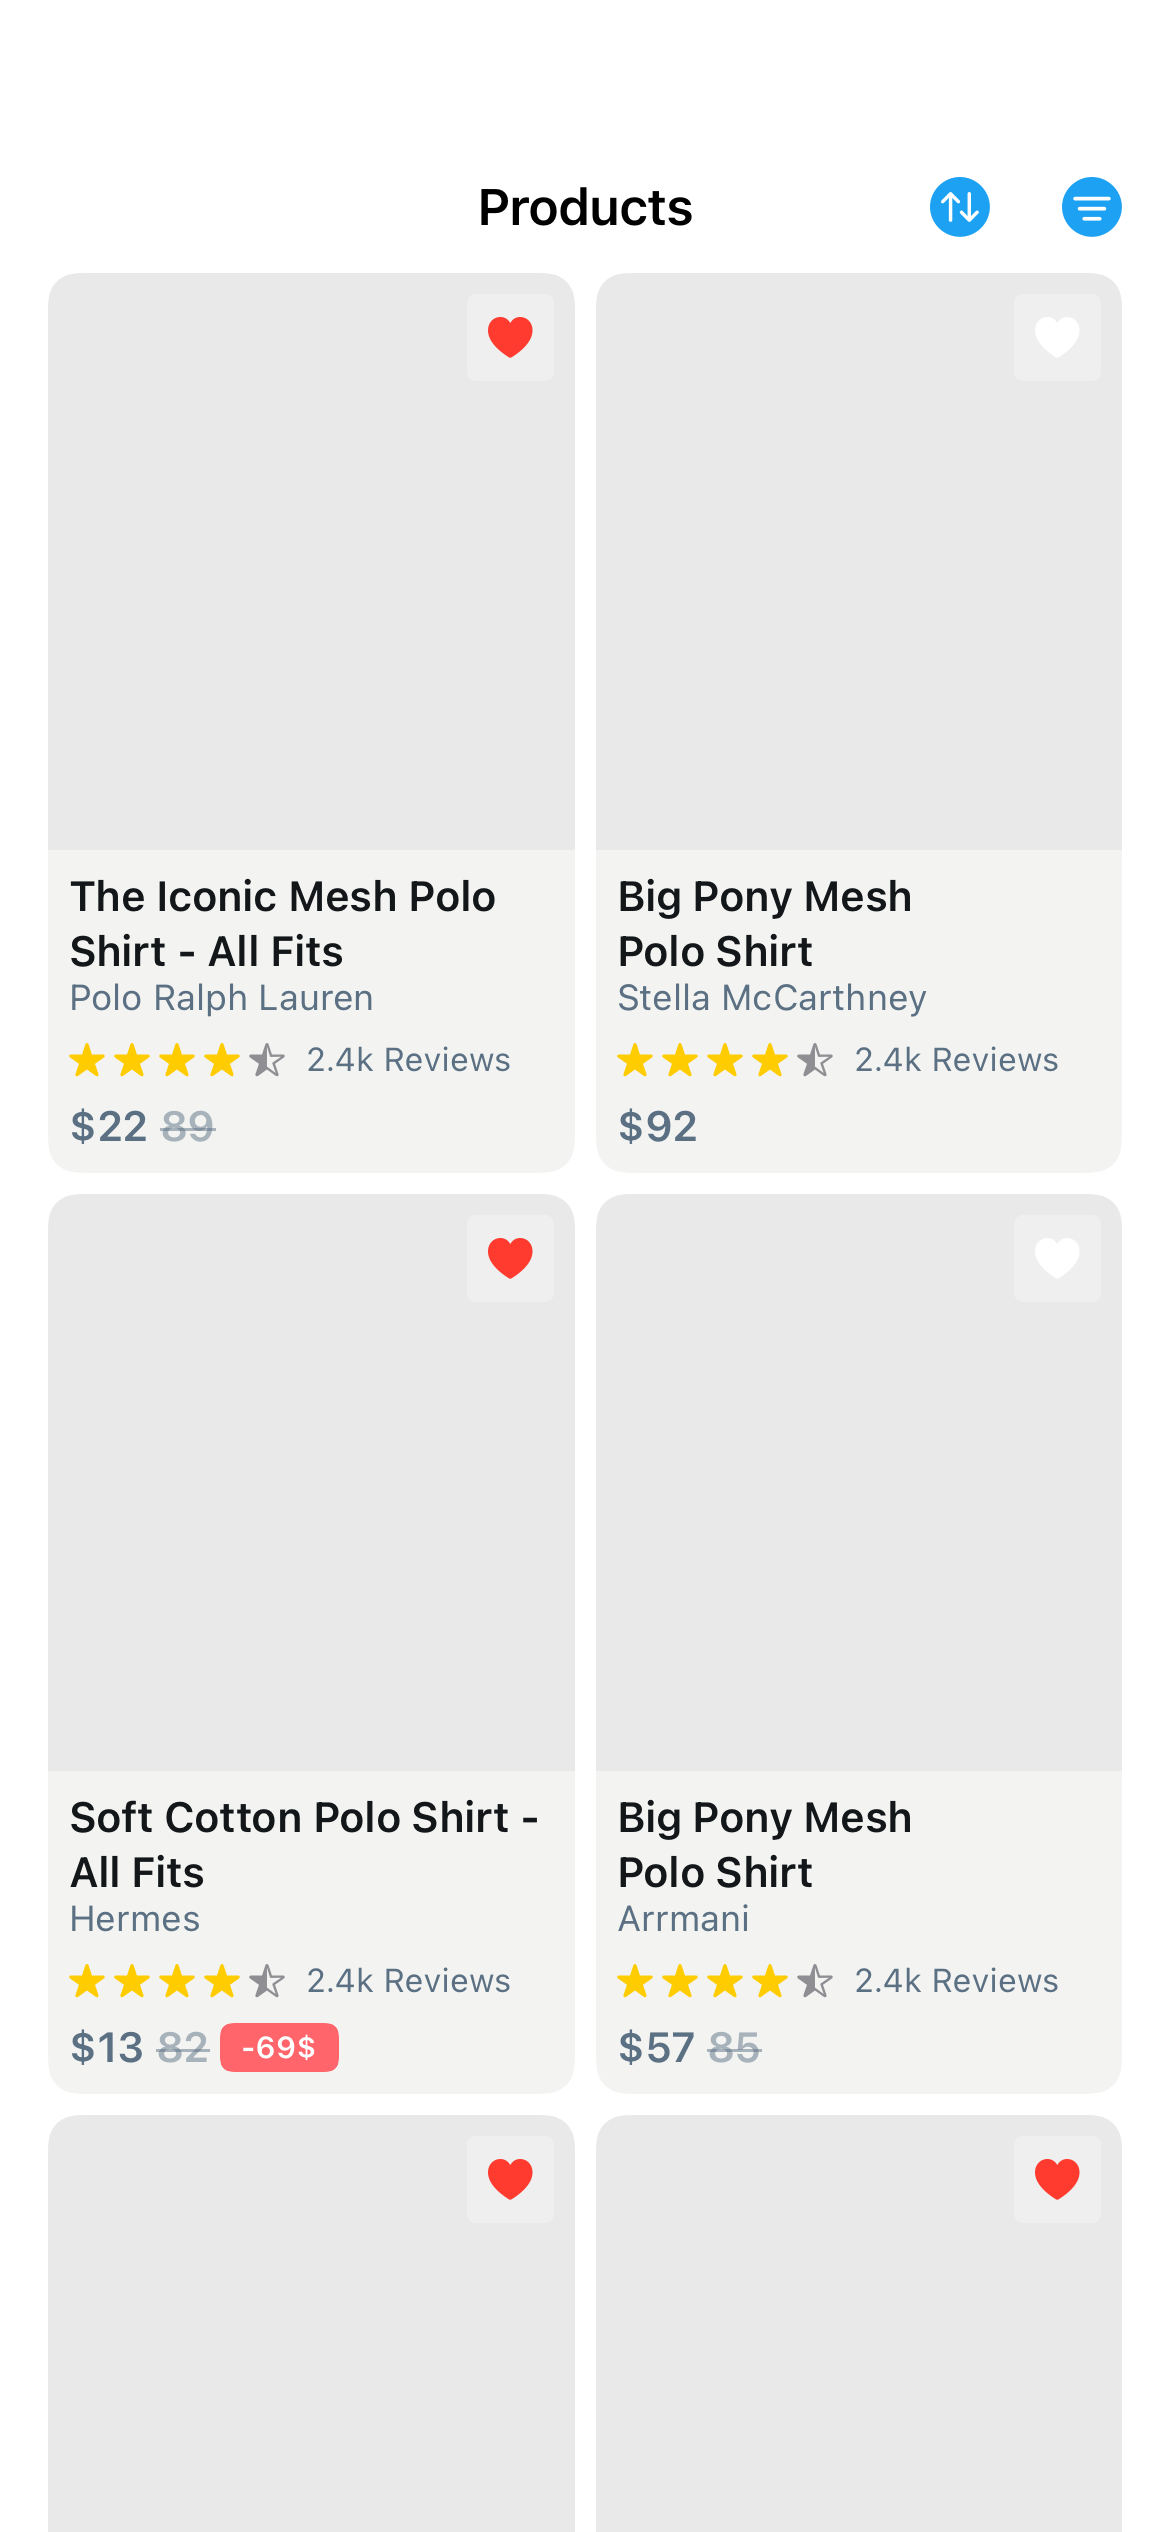 Products
The Iconic Mesh Polo
Shirt - All Fits
Polo Ralph Lauren
2.4k Reviews
$22 89
Big Pony Mesh
Polo Shirt
Stella McCarthney
2.4k Reviews
$92
Soft Cotton Polo Shirt -
All Fits
Hermes
2.4k Reviews
$13 82 -69$
Big Pony Mesh
Polo Shirt
Arrmani
2.4k Reviews
$57 85